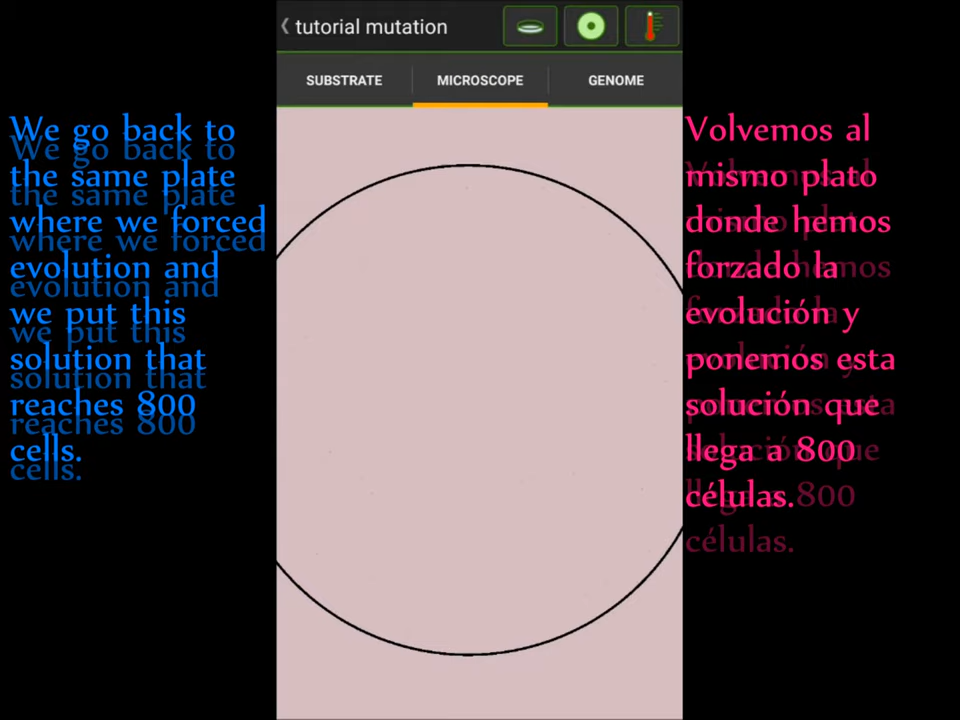 tutorial mutation
SUBSTRATE
MICROSCOPE
GENOME
We go back to
the same plate
where we forced
evolution and
we put this
solution that
reaches 800
cells.
Volvemos al
mismo plato
donde hemos
forzado la
evolución y
ponemos esta
solución que
llega a 800
células.